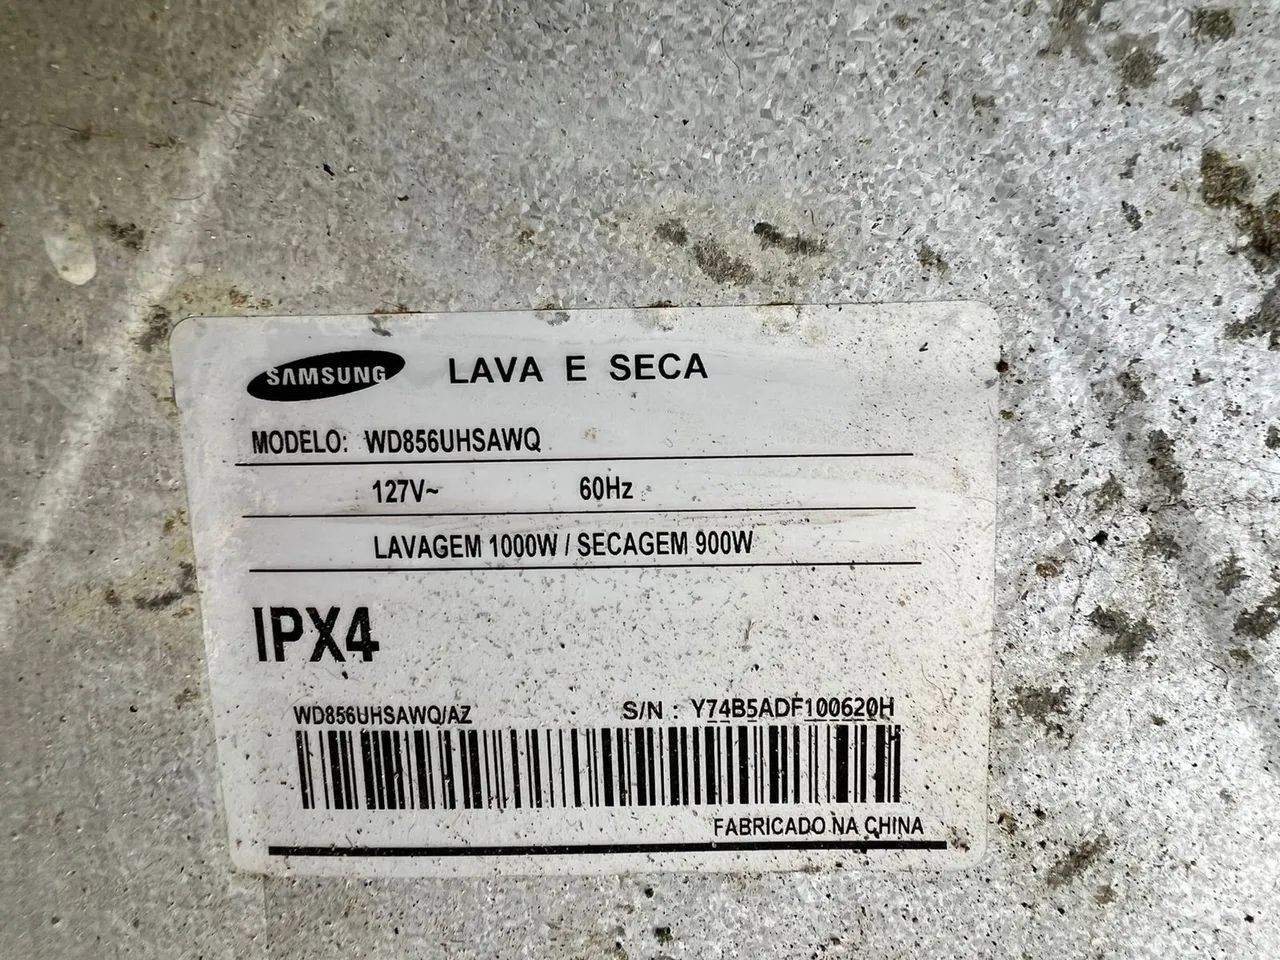 SAMSUNG LAVA E SECA
MODELO: WD856UHSAWQ
127V~ 60Hz
LAVAGEM 1000W / SECAGEM 900W
IPX4
WD856UHSAWQ/AZ S/N : Y74B5ADF100620H
FABRICADO NA CHINA